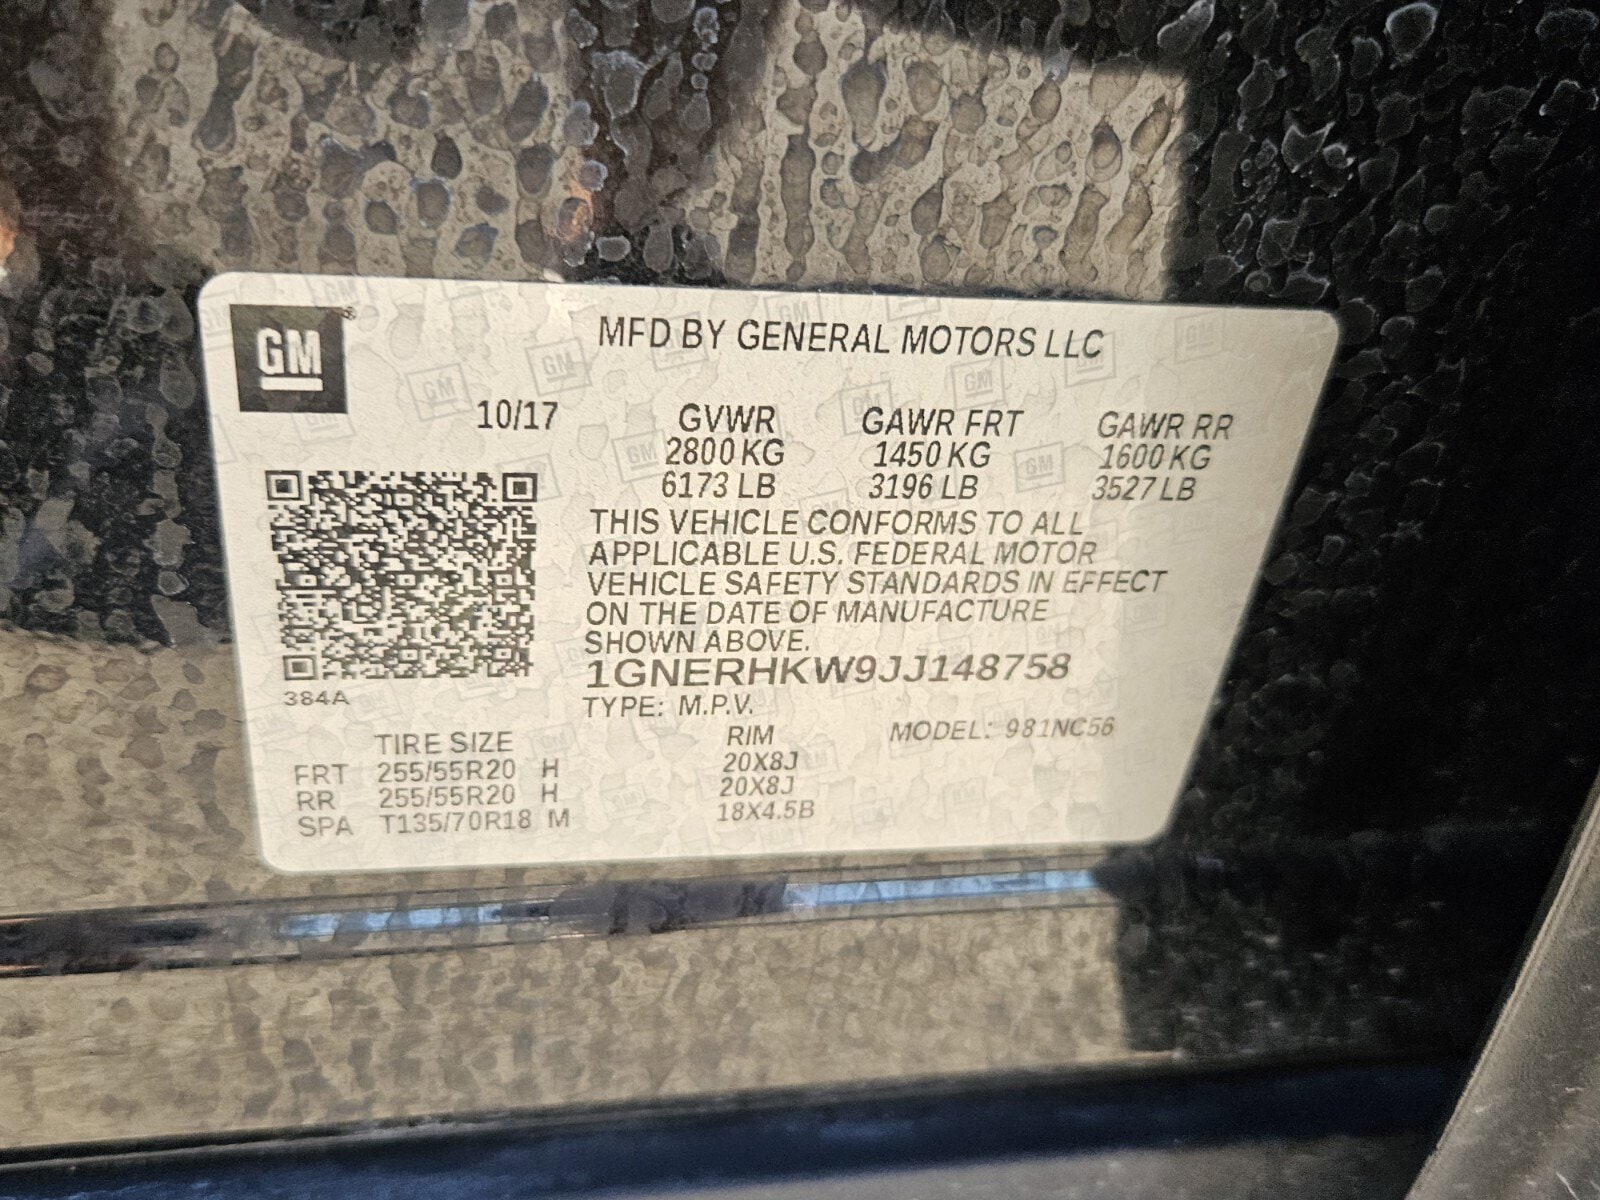 GM
MFD BY GENERAL MOTORS LLC
10/17 GVWR GAWR FRT GAWR RR
2800 KG 1450 KG 1600 KG
6173 LB 3196 LB 3527 LB
THIS VEHICLE CONFORMS TO ALL
APPLICABLE U.S. FEDERAL MOTOR
VEHICLE SAFETY STANDARDS IN EFFECT
ON THE DATE OF MANUFACTURE
SHOWN ABOVE.
1GNERHKW9JJ148758
384A
TYPE: M.P.V. MODEL: 981NC56
TIRE SIZE RIM
FRT 255/55R20 H 20X8J
RR 255/55R20 H 20X8J
SPA T135/70R18 M 18X4.5B